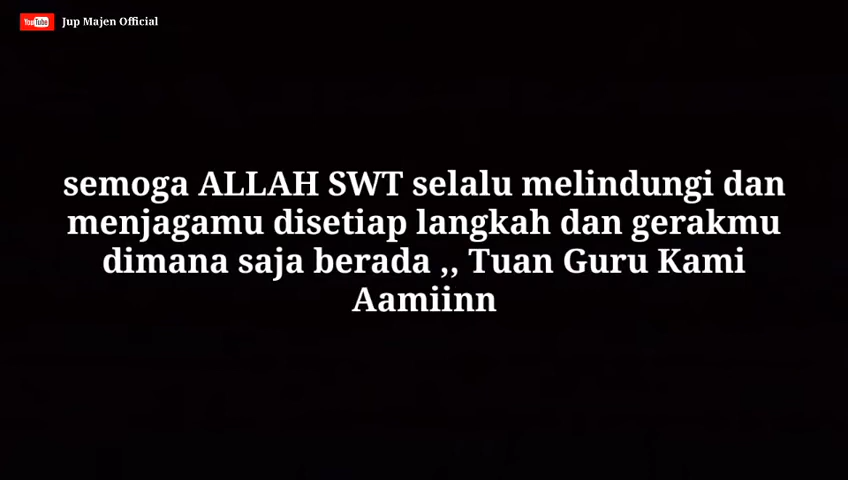 YouTube Jup Majen Official
semoga ALLAH SWT selalu melindungi dan
menjagamu disetiap langkah dan gerakmu
dimana saja berada ,, Tuan Guru Kami
Aamiinn